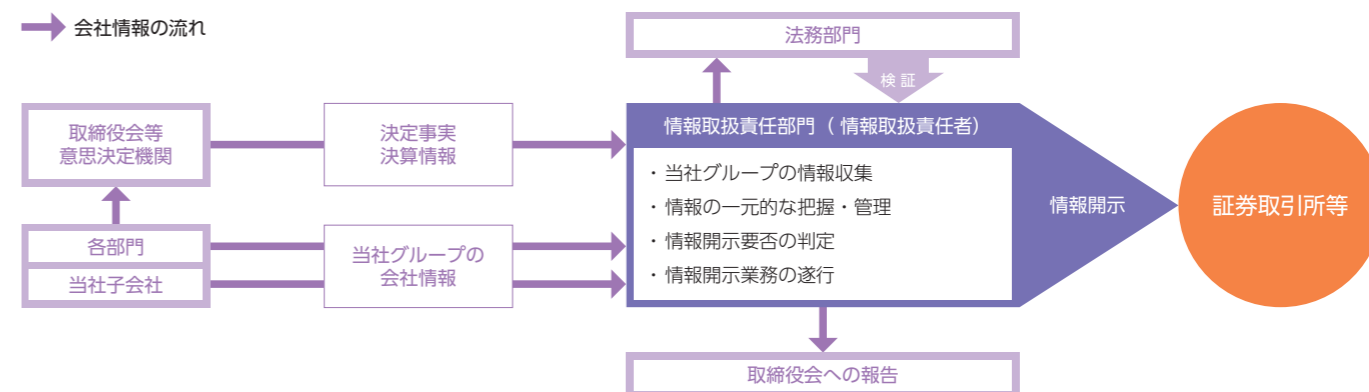 会社情報の流れ
法務部門
検証
取締役会等
意思決定機関
決定事実
決算情報
情報取扱責任部門（情報取扱責任者）
・当社グループの情報収集
・情報の一元的な把握・管理
・情報開示要否の判定
・情報開示業務の遂行
情報開示
証券取引所等
各部門
当社子会社
当社グループの
会社情報
取締役会への報告